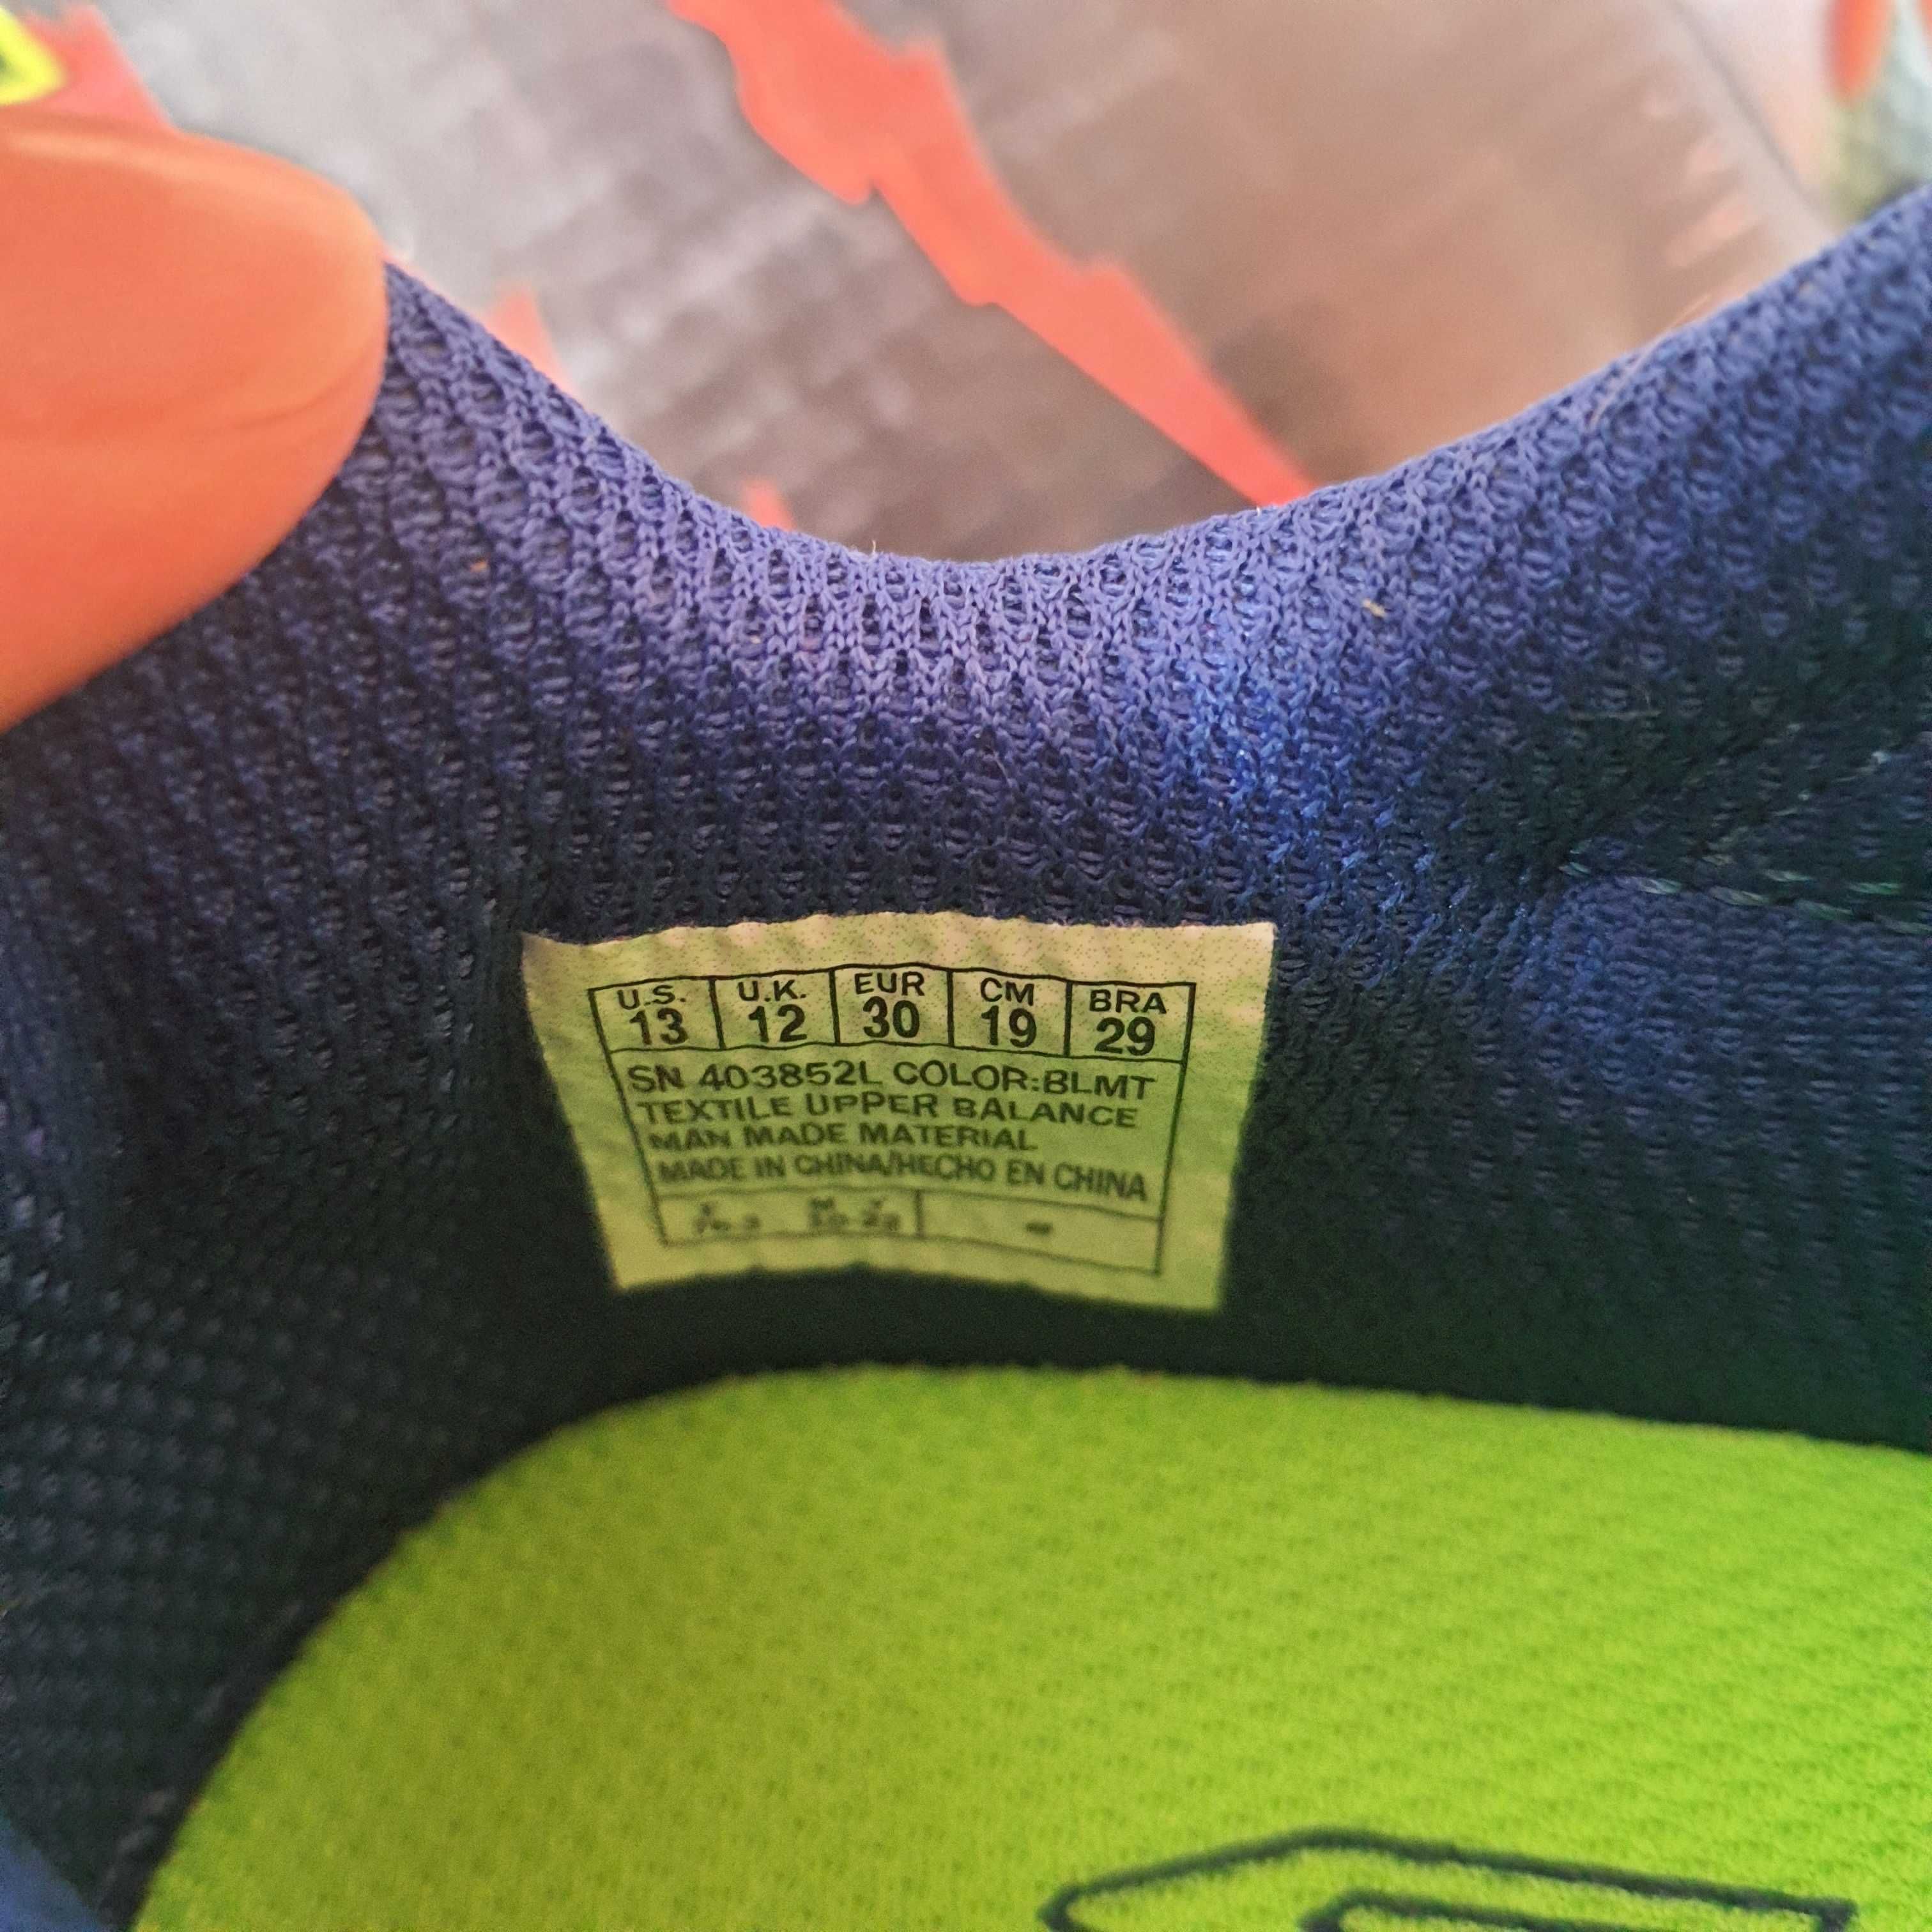 U.S. U.K. EUR CM BRA
13 12 30 19 29
SN 403852L COLOR:BLMT
TEXTILE UPPER BALANCE
MAN MADE MATERIAL
MADE IN CHINA/HECHO EN CHINA